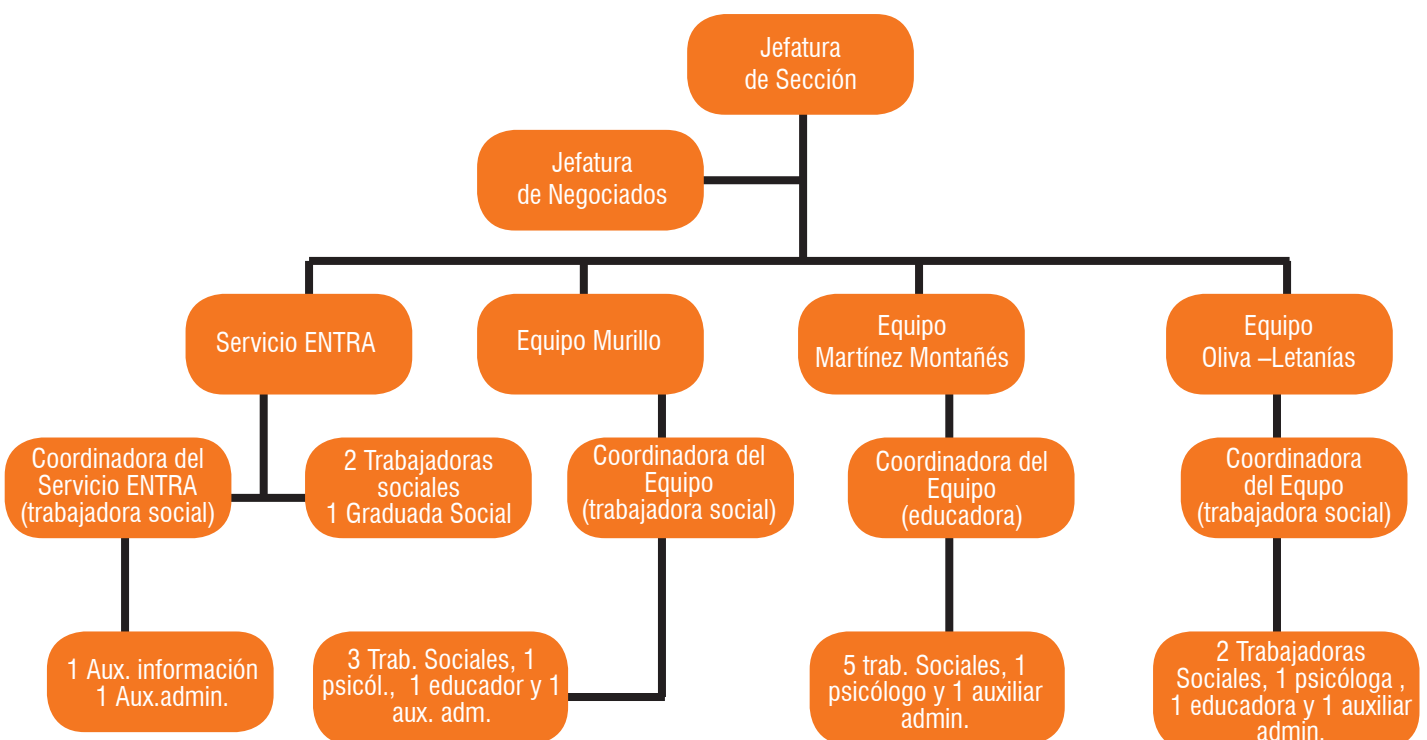 Jefatura
de Sección
Jefatura
de Negociados
Servicio ENTRA
Equipo Murillo
Equipo
Martínez Montañés
Equipo
Oliva –Letanías
Coordinadora del
Servicio ENTRA
(trabajadora social)
2 Trabajadoras
sociales
1 Graduada Social
Coordinadora del
Equipo
(trabajadora social)
Coordinadora del
Equipo
(educadora)
Coordinadora
del Equpo
(trabajadora social)
1 Aux. información
1 Aux.admin.
3 Trab. Sociales, 1
psicól., 1 educador y 1
aux. adm.
5 trab. Sociales, 1
psicólogo y 1 auxiliar
admin.
2 Trabajadoras
Sociales, 1 psicóloga ,
1 educadora y 1 auxiliar
admin.